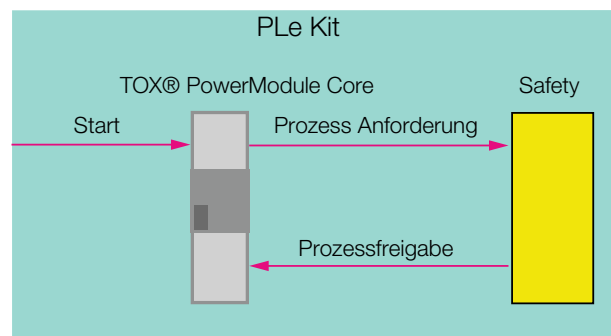 PLe Kit
TOX® PowerModule Core
Safety
Start
Prozess Anforderung
Prozessfreigabe